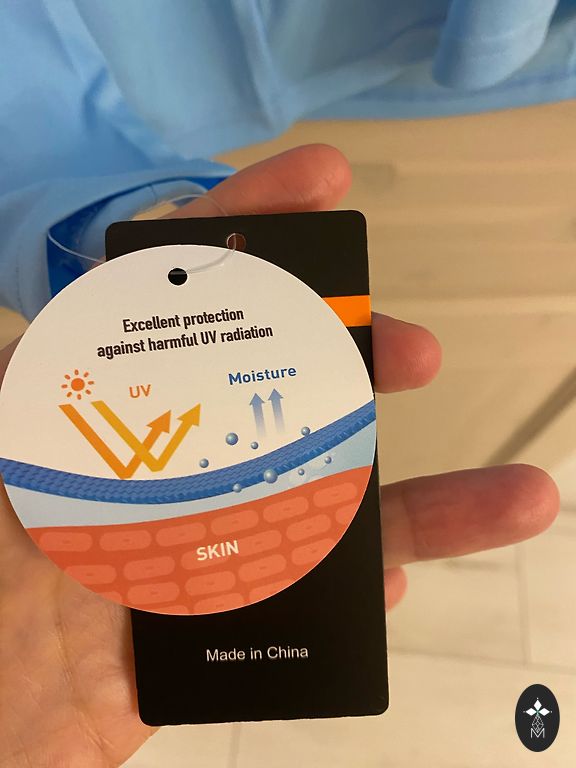 Excellent protection
against harmful UV radiation
UV
Moisture
SKIN
Made in China
M